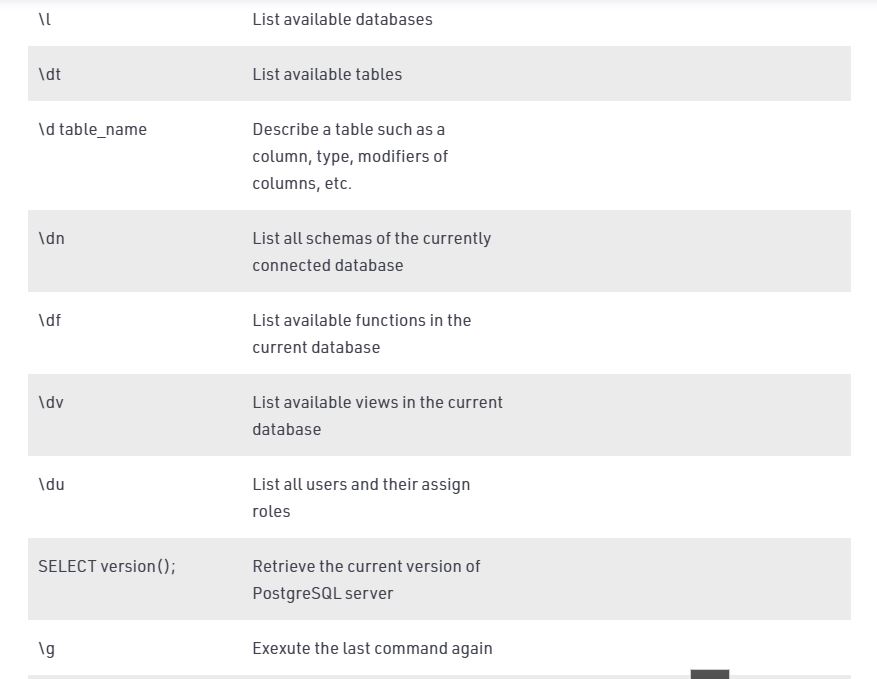 \l List available databases
\dt List available tables
\d table_name Describe a table such as a
column, type, modifiers of
columns, etc.
\dn List all schemas of the currently
connected database
\df List available functions in the
current database
\dv List available views in the current
database
\du List all users and their assign
roles
SELECT version(); Retrieve the current version of
PostgreSQL server
\g Exexute the last command again